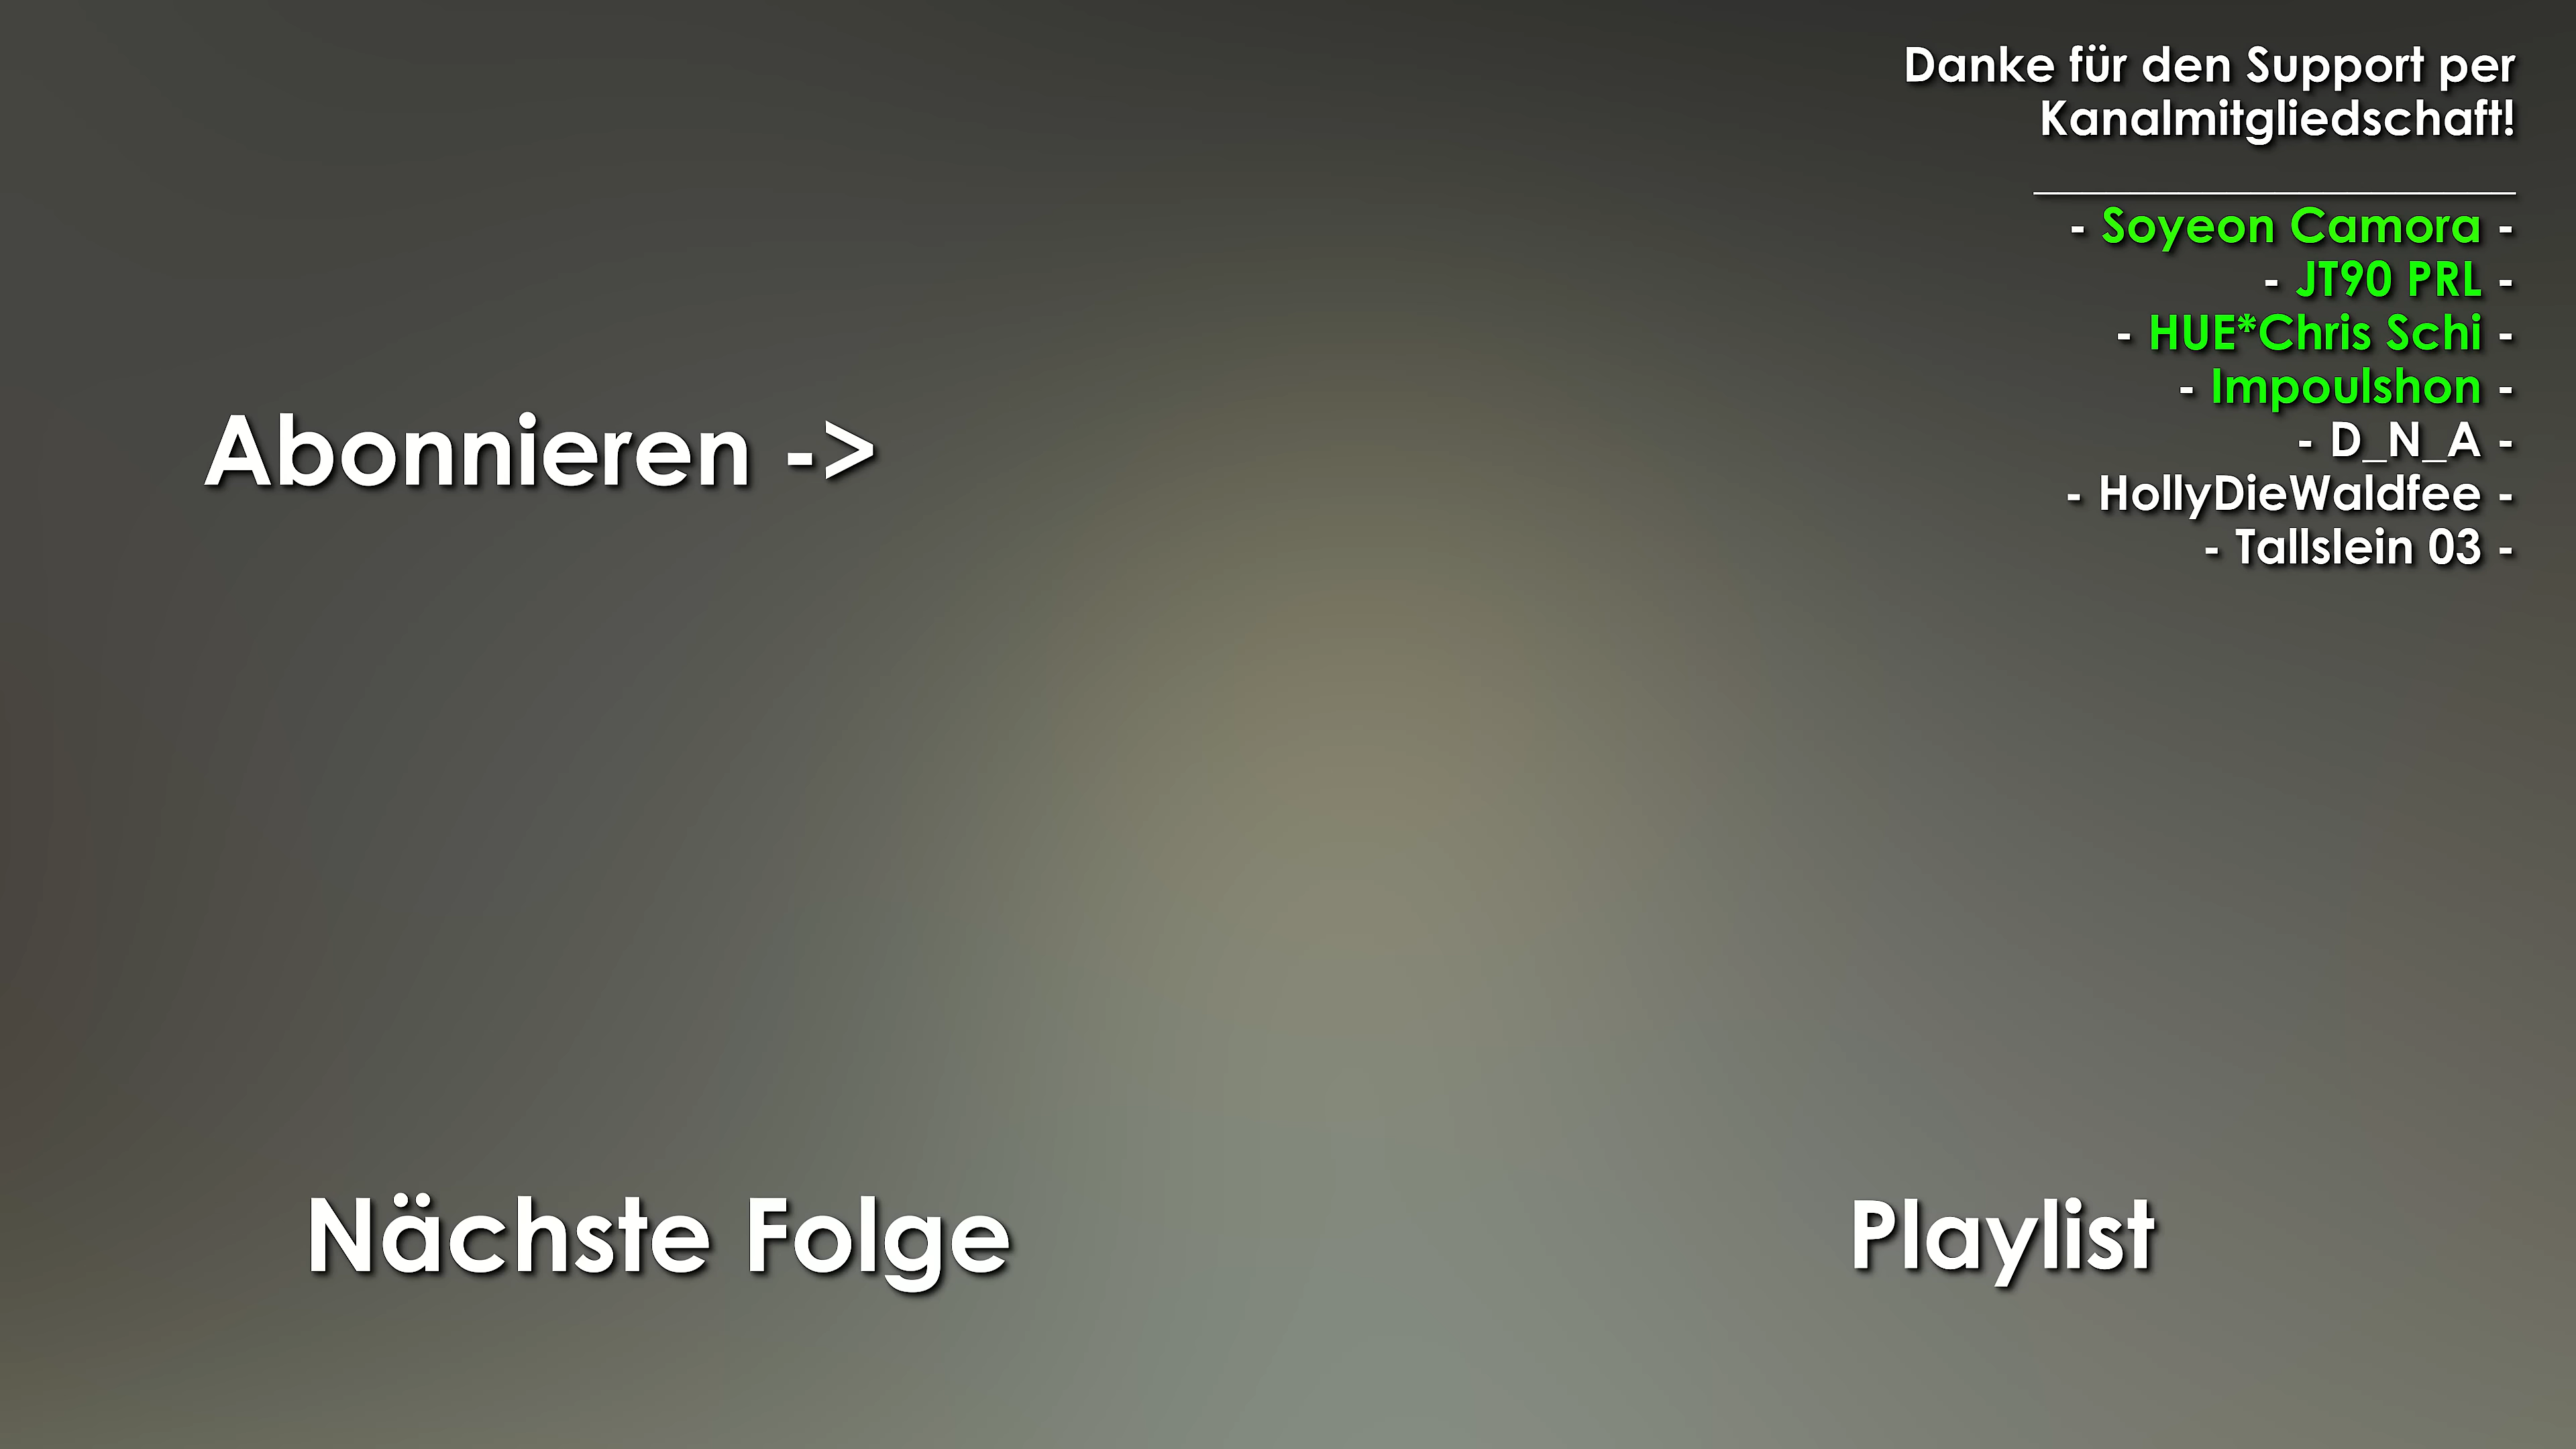 Danke für den Support per
Kanalmitgliedschaft!
- Soyeon Camora -
- JT90 PRL -
- HUE*Chris Schi -
- Impoulshon -
- D_N_A -
- HollyDieWaldfee -
- Tallslein 03 -
Abonnieren ->
Nächste Folge
Playlist